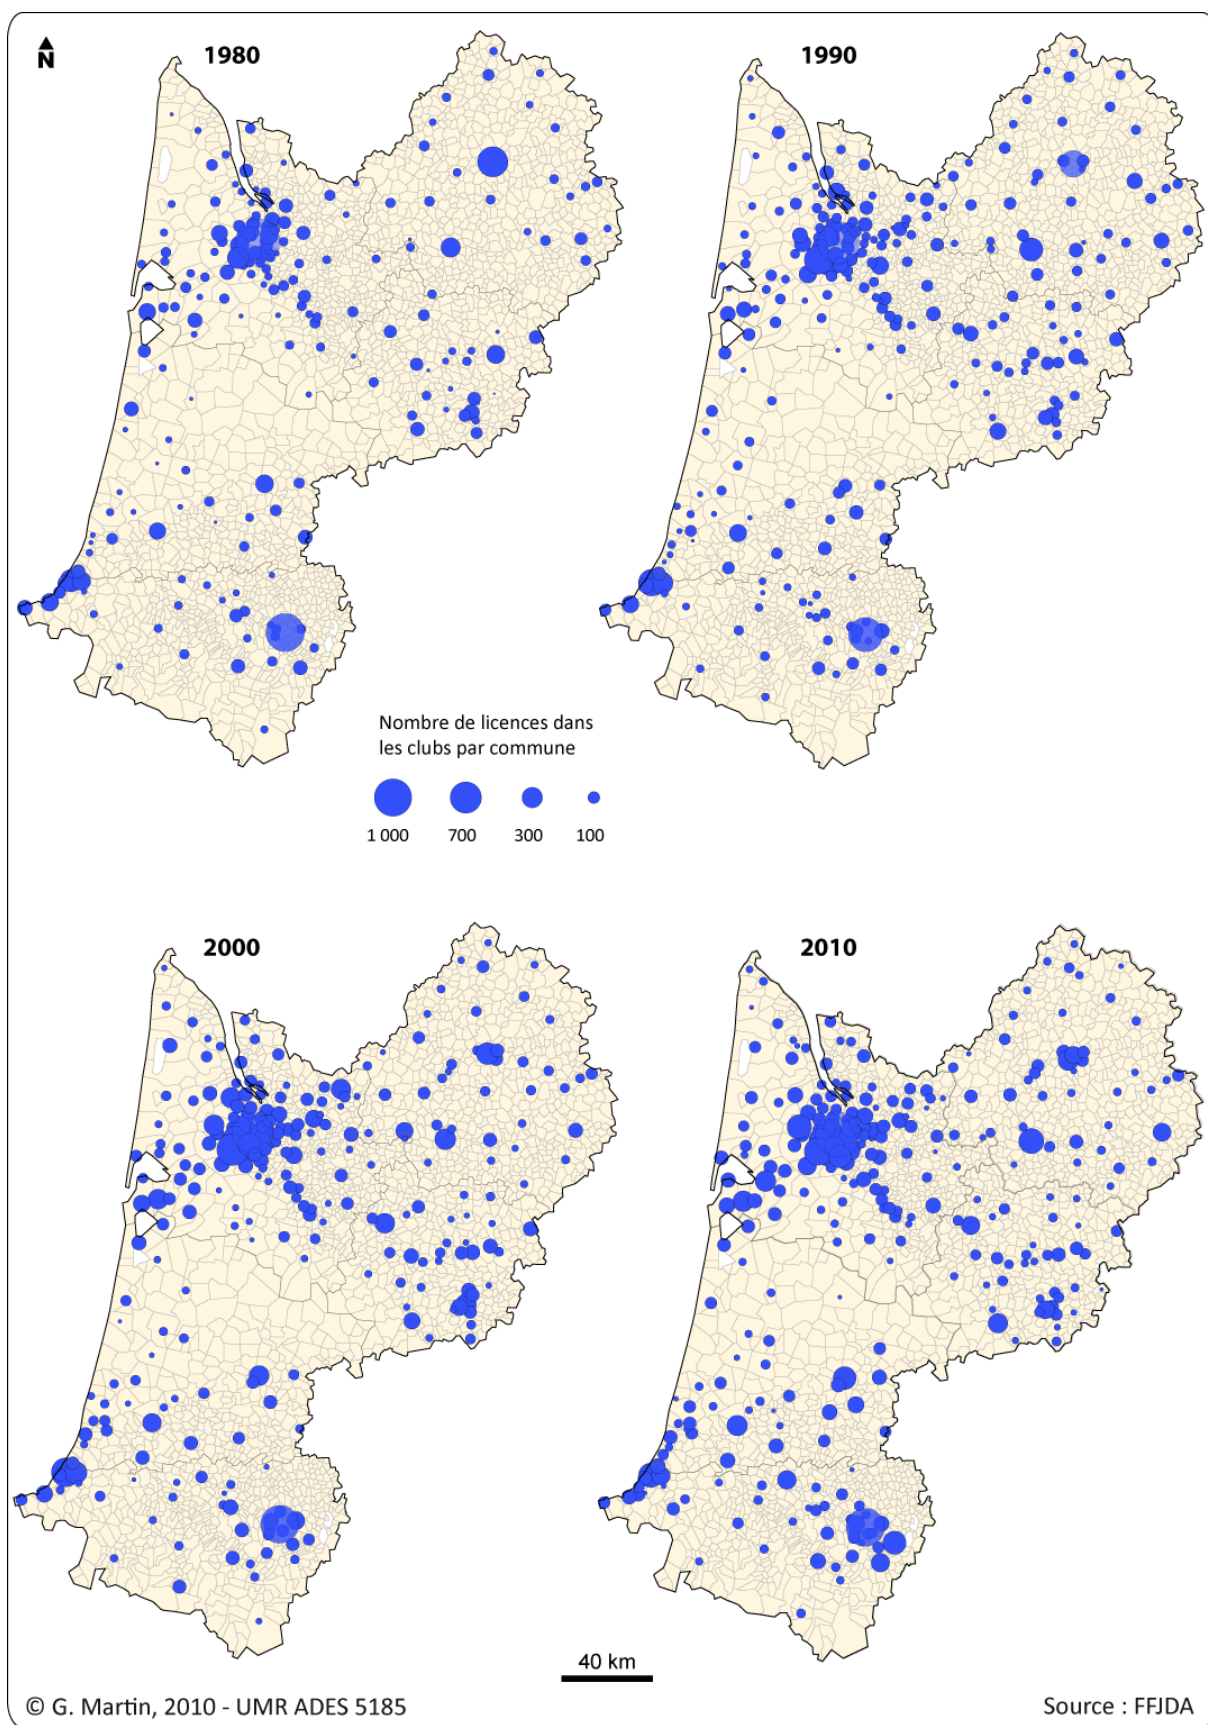 N
1980
1990
Nombre de licences dans
les clubs par commune
1 000 700 300 100
2000
2010
40 km
© G. Martin, 2010 - UMR ADES 5185
Source : FFJDA